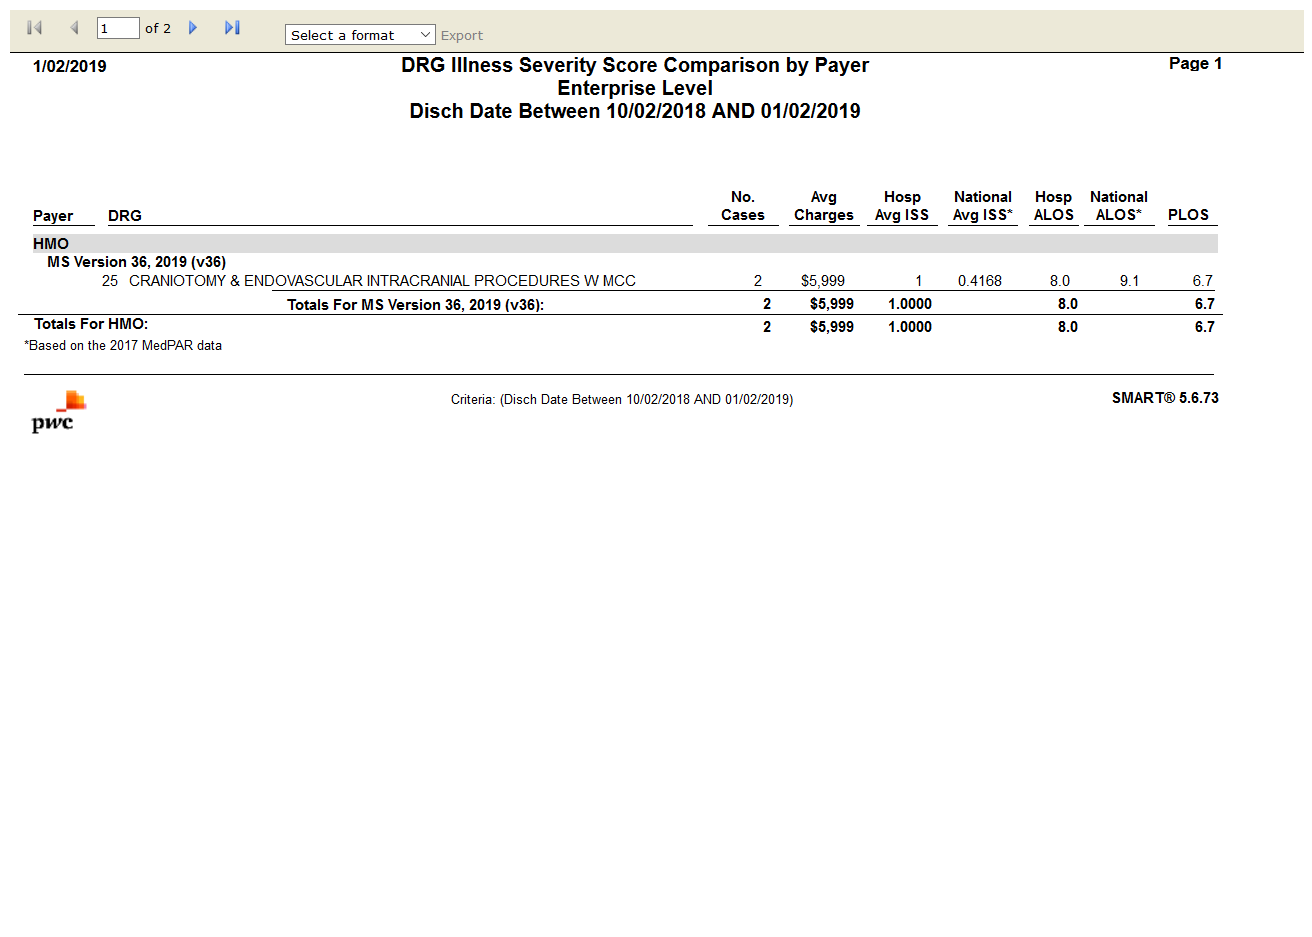 1 of 2 Select a format Export
1/02/2019 DRG Illness Severity Score Comparison by Payer Page 1
Enterprise Level
Disch Date Between 10/02/2018 AND 01/02/2019
No. Avg Hosp National Hosp National
Payer DRG Cases Charges Avg ISS Avg ISS* ALOS ALOS* PLOS
HMO
MS Version 36, 2019 (v36)
25 CRANIOTOMY & ENDOVASCULAR INTRACRANIAL PROCEDURES W MCC 2 $5,999 1 0.4168 8.0 9.1 6.7
Totals For MS Version 36, 2019 (v36): 2 $5,999 1.0000 8.0 6.7
Totals For HMO: 2 $5,999 1.0000 8.0 6.7
*Based on the 2017 MedPAR data
pwc Criteria: (Disch Date Between 10/02/2018 AND 01/02/2019) SMART® 5.6.73